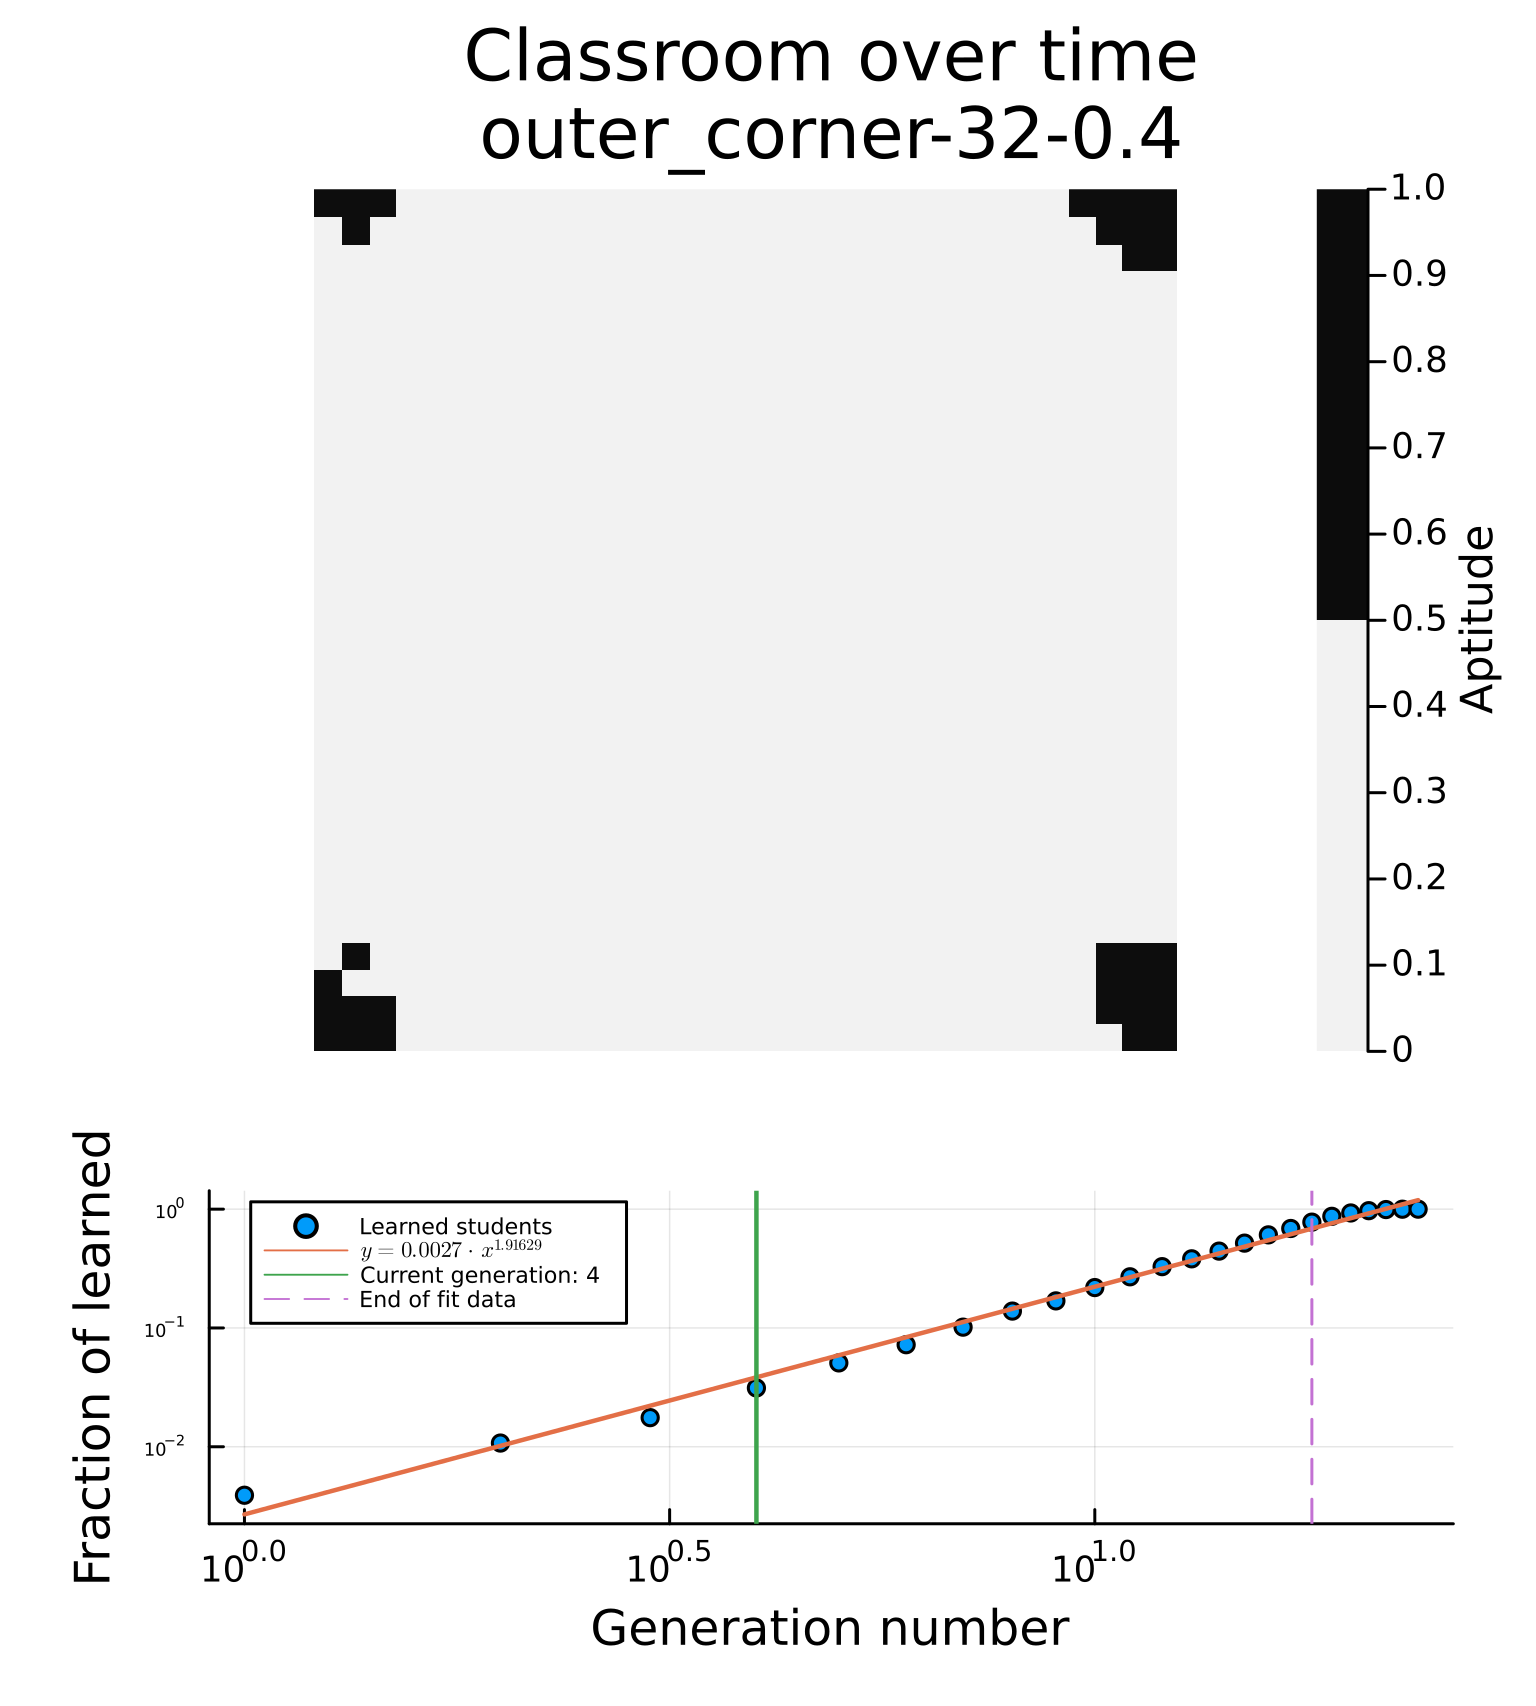 Classroom over time
outer_corner-32-0.4
1.0
0.9
0.8
0.7
0.6
0.5
0.4
0.3
0.2
0.1
0
Aptitude
Fraction of learned
10^0
10^-1
10^-2
Learned students
y = 0.0027 · x^1.91629
Current generation: 4
End of fit data
10^0.0
10^0.5
10^1.0
Generation number